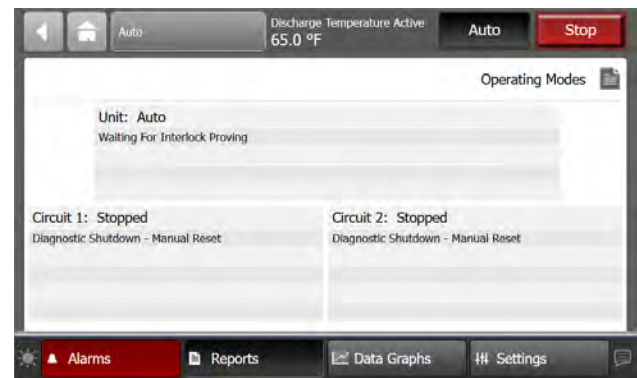 Auto
Discharge Temperature Active
65.0 °F
Auto
Stop
Operating Modes
Unit: Auto
Waiting For Interlock Proving
Circuit 1: Stopped
Diagnostic Shutdown - Manual Reset
Circuit 2: Stopped
Diagnostic Shutdown - Manual Reset
Alarms
Reports
Data Graphs
Settings